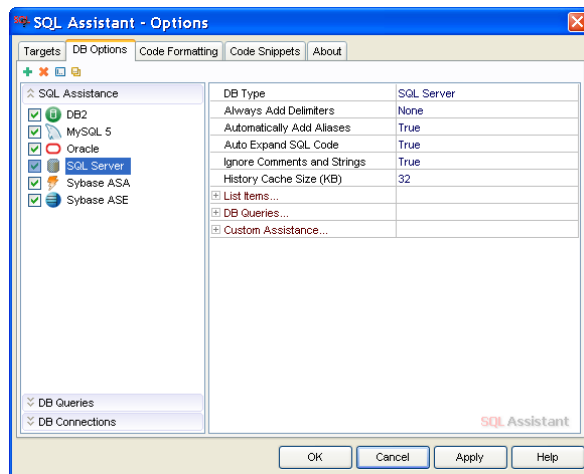 SQL Assistant - Options
Targets DB Options Code Formatting Code Snippets About
SQL Assistance
DB2
MySQL 5
Oracle
SQL Server
Sybase ASA
Sybase ASE
DB Queries
DB Connections
DB Type SQL Server
Always Add Delimiters None
Automatically Add Aliases True
Auto Expand SQL Code True
Ignore Comments and Strings True
History Cache Size (KB) 32
List Items...
DB Queries...
Custom Assistance...
SQL Assistant
OK Cancel Apply Help